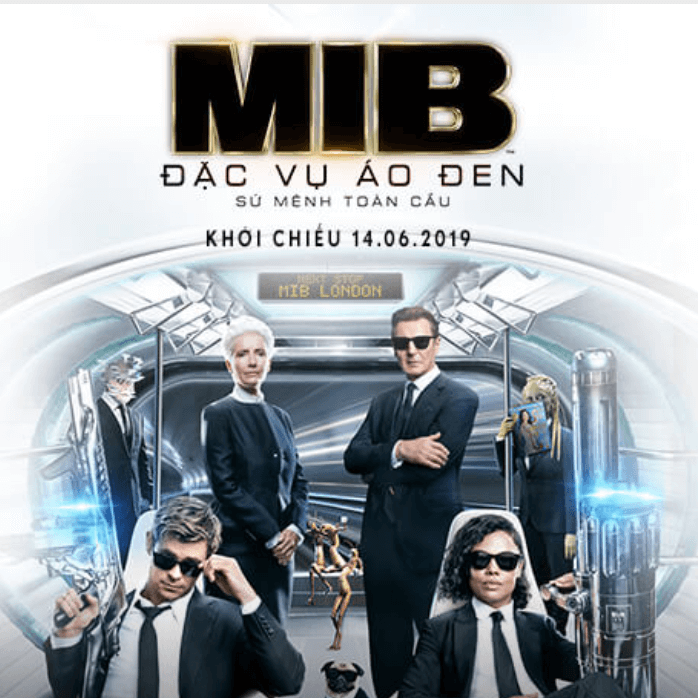 MIB
ĐẶC VỤ ÁO ĐEN
SỨ MỆNH TOÀN CẦU
KHỞI CHIẾU 14.06.2019
NEXT STOP
MIB LONDON